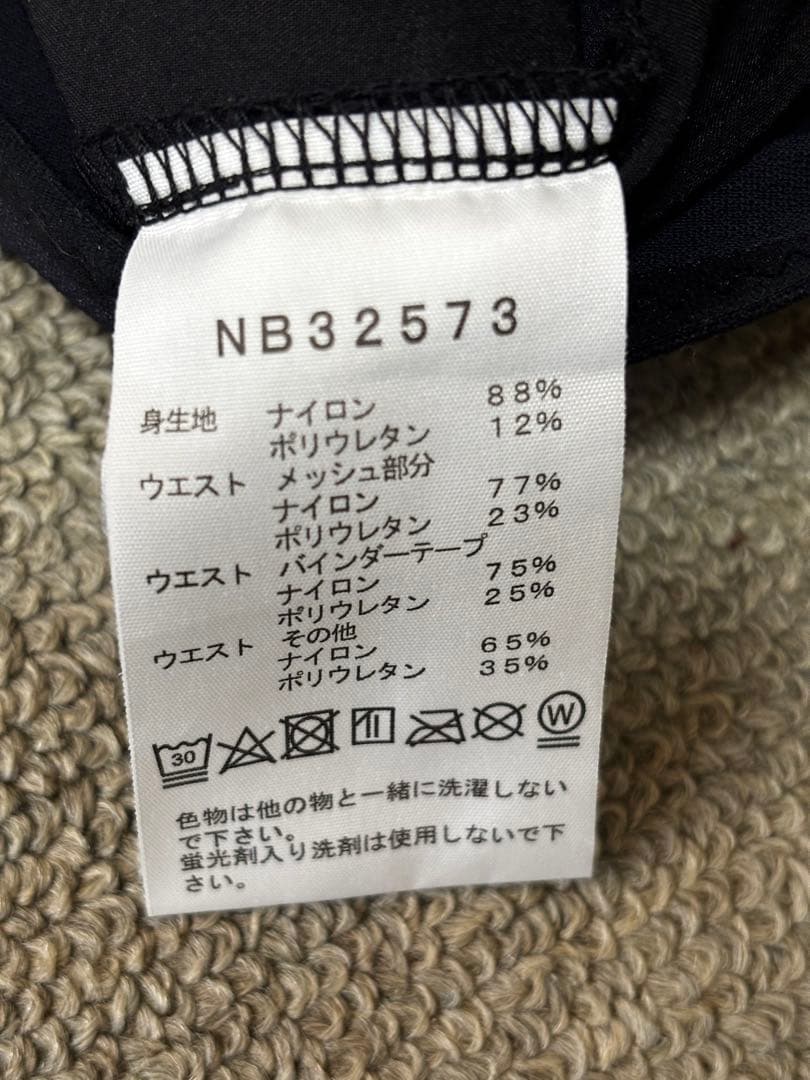 NB32573
身生地 ナイロン 88%
ポリウレタン 12%
ウエスト メッシュ部分
ナイロン 77%
ポリウレタン 23%
ウエスト バインダーテープ
ナイロン 75%
ポリウレタン 25%
ウエスト その他
ナイロン 65%
ポリウレタン 35%
30 W
色物は他の物と一緒に洗濯しない
で下さい。
蛍光剤入り洗剤は使用しないで下
さい。